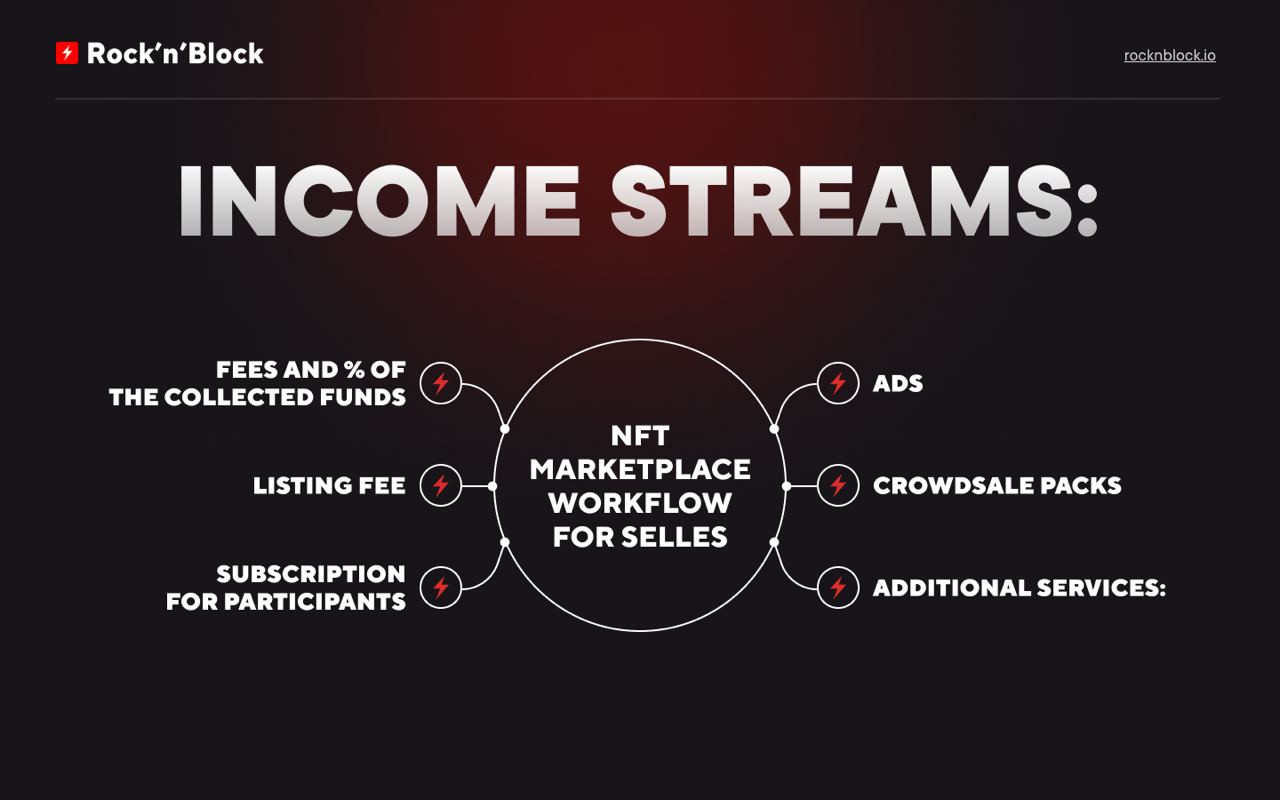 Rock'n'Block
rocknblock.io
INCOME STREAMS:
FEES AND % OF
THE COLLECTED FUNDS
LISTING FEE
SUBSCRIPTION
FOR PARTICIPANTS
NFT
MARKETPLACE
WORKFLOW
FOR SELLES
ADS
CROWDSALE PACKS
ADDITIONAL SERVICES: